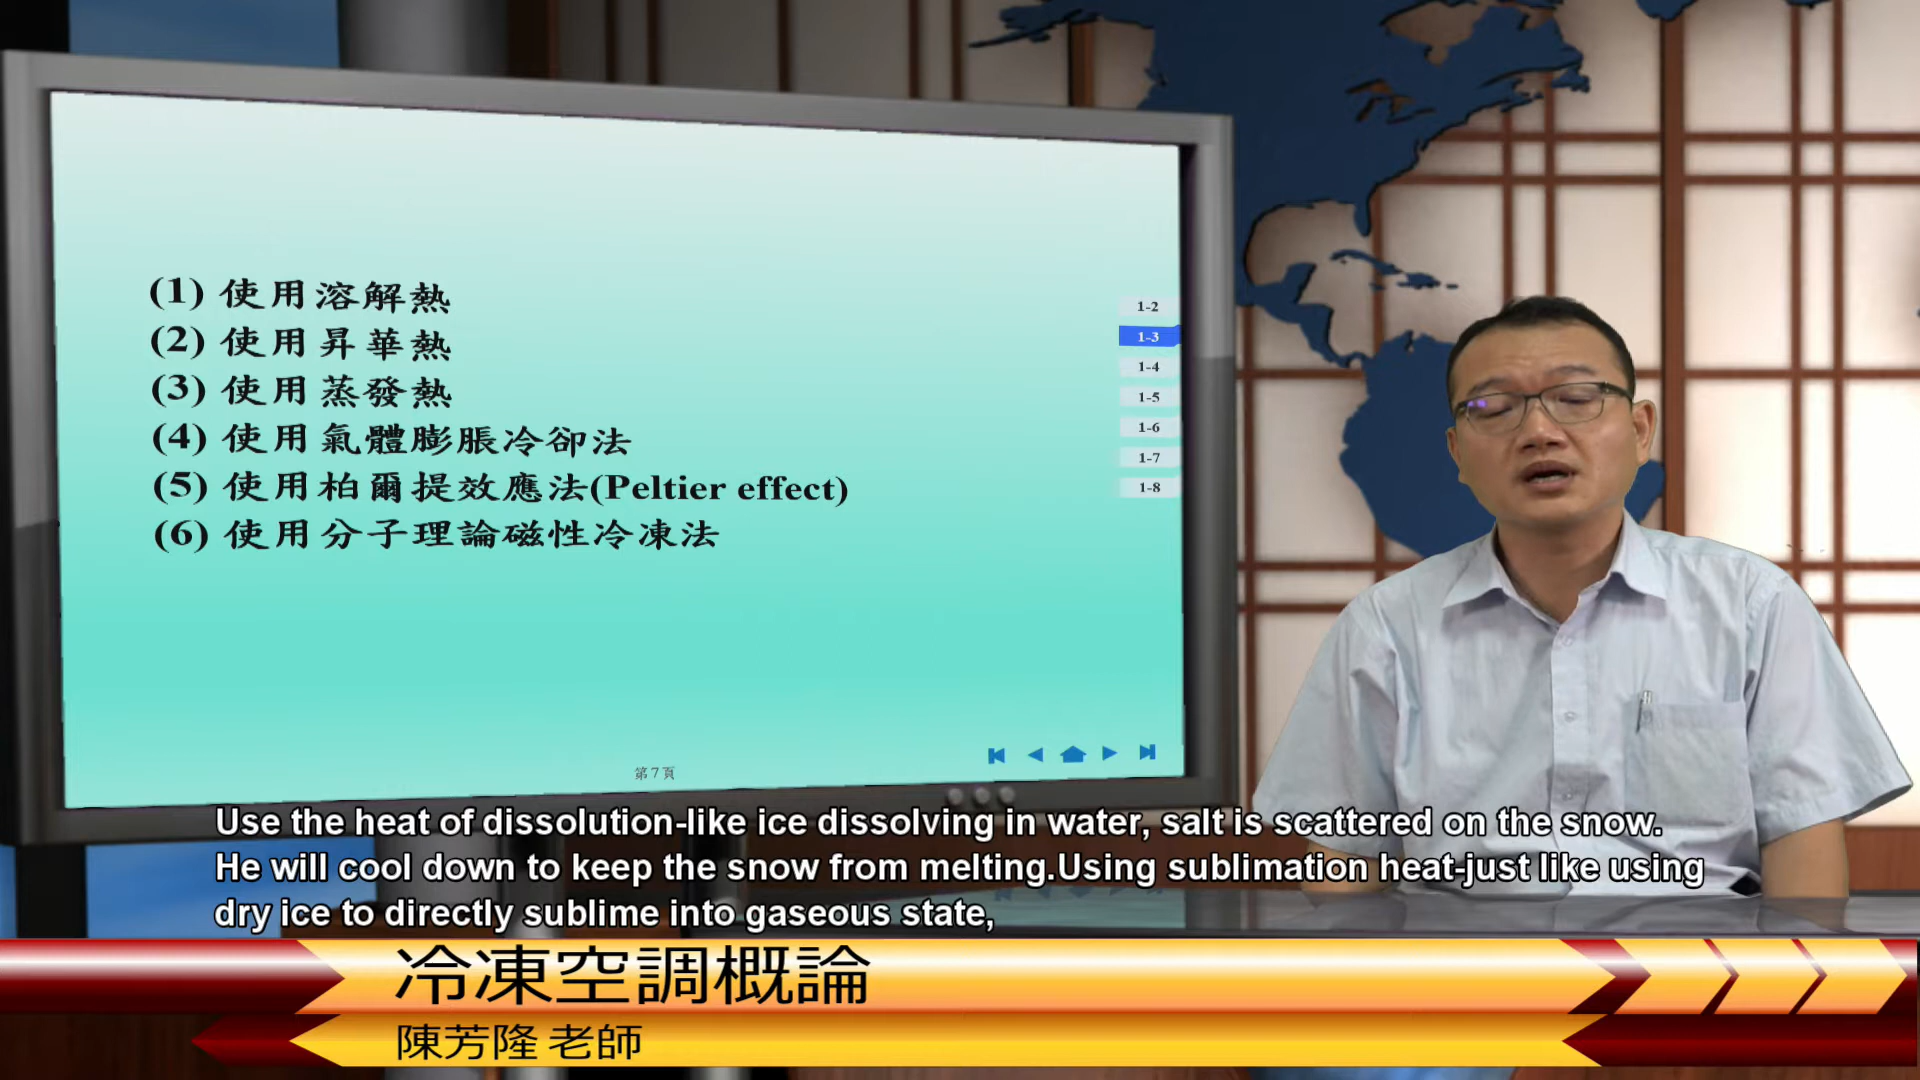 (1) 使用溶解熱
(2) 使用昇華熱
(3) 使用蒸發熱
(4) 使用氣體膨脹冷卻法
(5) 使用柏爾提效應法(Peltier effect)
(6) 使用分子理論磁性冷凍法
1-2
1-3
1-4
1-5
1-6
1-7
1-8
第7頁
Use the heat of dissolution-like ice dissolving in water, salt is scattered on the snow.
He will cool down to keep the snow from melting.Using sublimation heat-just like using
dry ice to directly sublime into gaseous state,
冷凍空調概論
陳芳隆 老師